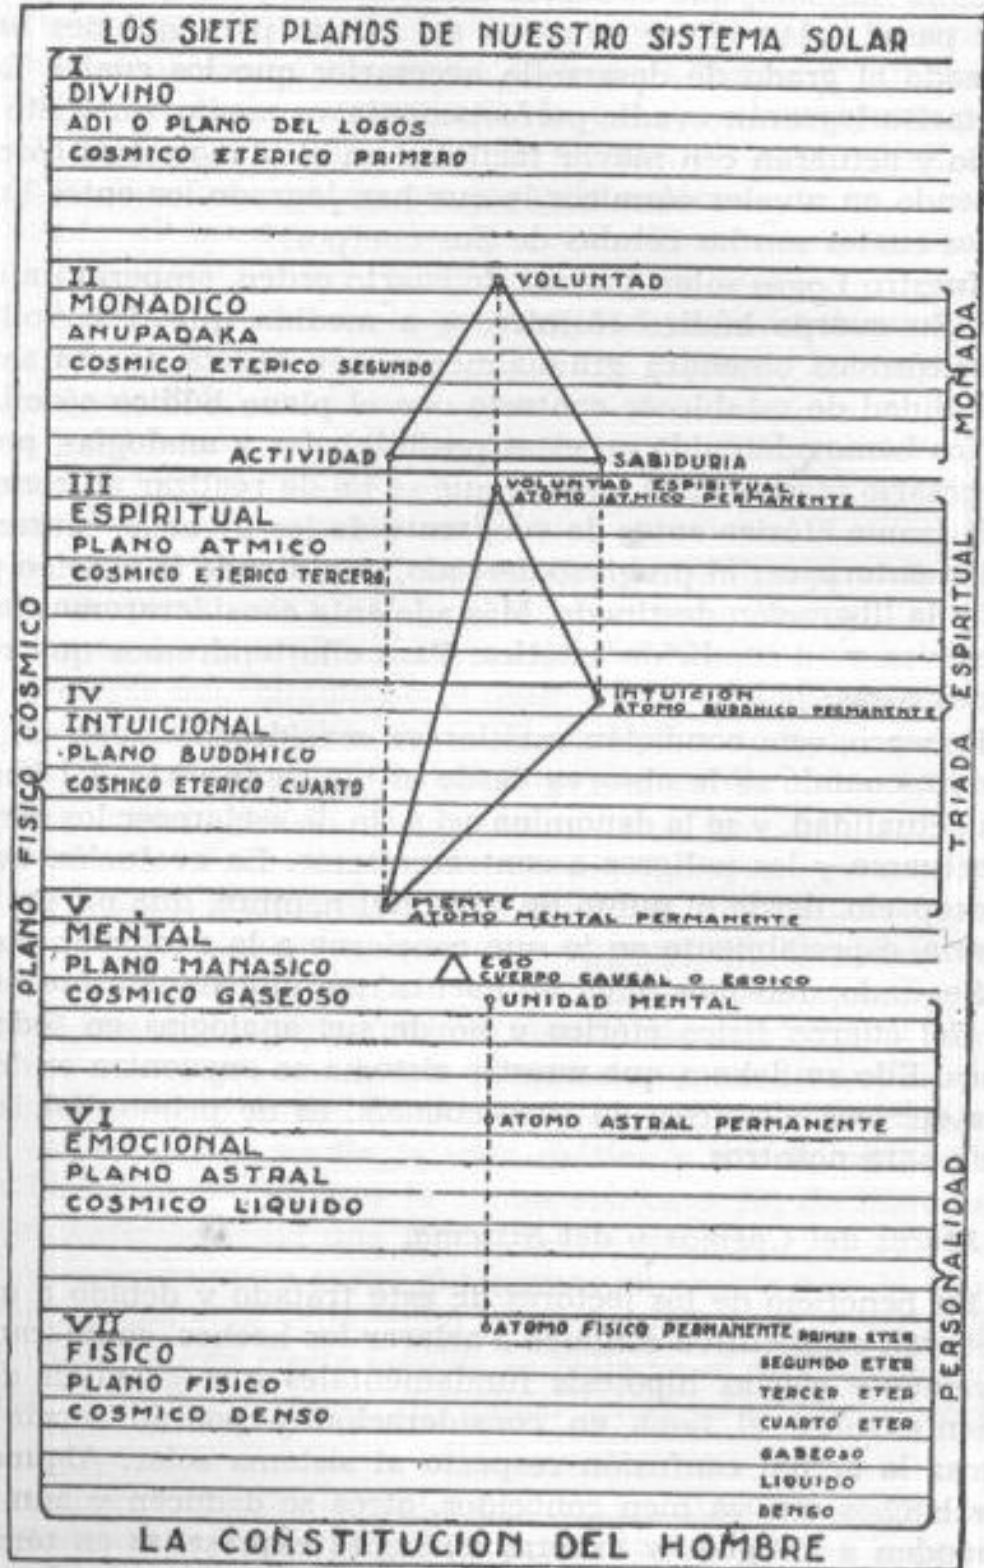 LOS SIETE PLANOS DE NUESTRO SISTEMA SOLAR
I
DIVINO
ADI O PLANO DEL LOGOS
COSMICO ETERICO PRIMERO
II
VOLUNTAD
MONADICO
ANUPADAKA
COSMICO ETERICO SEGUNDO
MONADA
ACTIVIDAD
SABIDURIA
III
VOLUNTAD ESPIRITUAL
ATOMO ATMICO PERMANENTE
ESPIRITUAL
PLANO ATMICO
COSMICO ETERICO TERCERO
IV
INTUICION
ATOMO BUDDHICO PERMANENTE
INTUICIONAL
PLANO BUDDHICO
COSMICO ETERICO CUARTO
TRIADA ESPIRITUAL
PLANO FISICO COSMICO
V
MENTE
ATOMO MENTAL PERMANENTE
MENTAL
PLANO MANASICO
EGO
CUERPO CAUSAL O EGOICO
COSMICO GASEOSO
UNIDAD MENTAL
VI
ATOMO ASTRAL PERMANENTE
EMOCIONAL
PLANO ASTRAL
COSMICO LIQUIDO
PERSONALIDAD
VII
ATOMO FISICO PERMANENTE PRIMER ETER
FISICO
SEGUNDO ETER
PLANO FISICO
TERCER ETER
COSMICO DENSO
CUARTO ETER
GASEOSO
LIQUIDO
DENSO
LA CONSTITUCION DEL HOMBRE